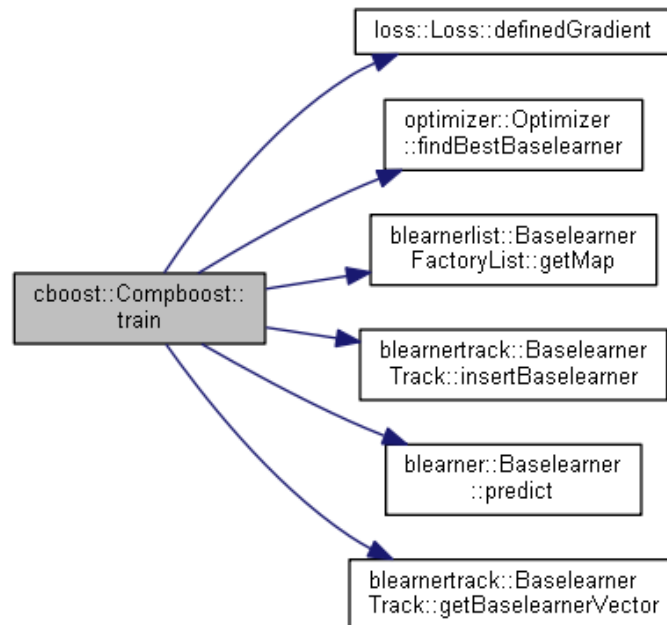 loss::Loss::definedGradient
optimizer::Optimizer
::findBestBaselearner
blearnerlist::Baselearner
FactoryList::getMap
cboost::Compboost::
train
blearnertrack::Baselearner
Track::insertBaselearner
blearner::Baselearner
::predict
blearnertrack::Baselearner
Track::getBaselearnerVector